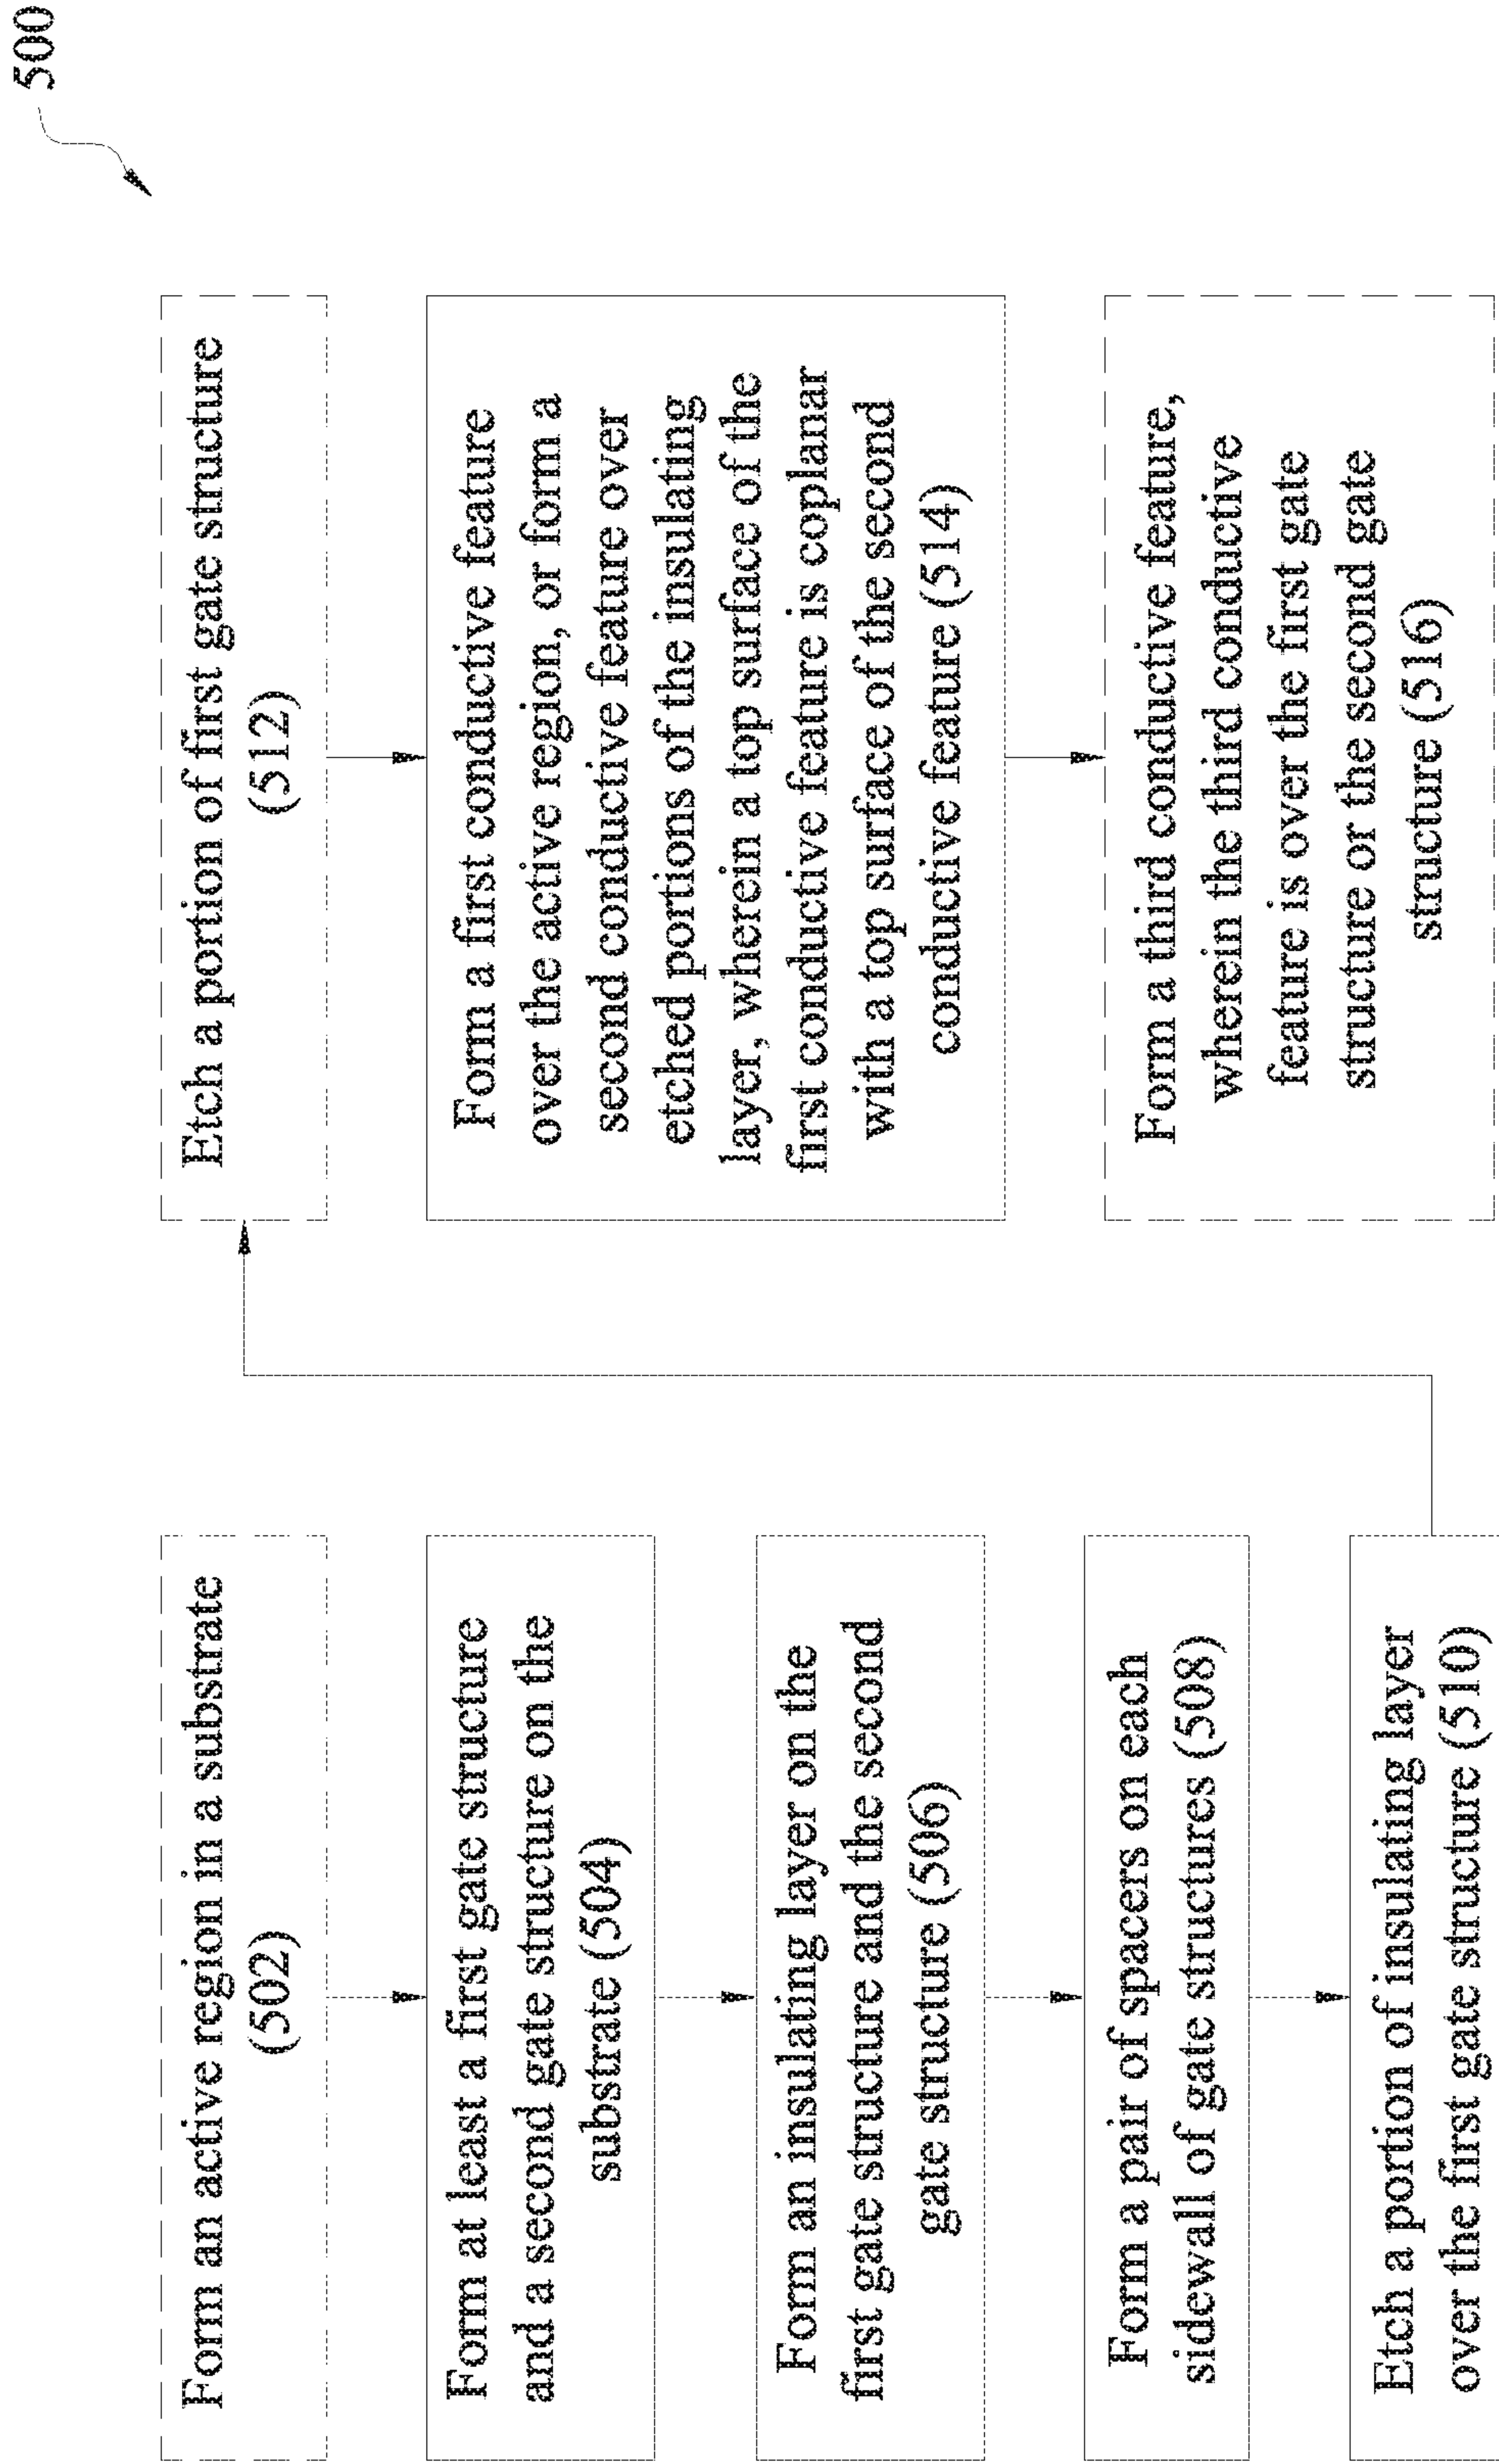 500
Form an active region in a substrate
(502)
Form at least a first gate structure
and a second gate structure on the
substrate (504)
Form an insulating layer on the
first gate structure and the second
gate structure (506)
Form a pair of spacers on each
sidewall of gate structures (508)
Etch a portion of insulating layer
over the first gate structure (510)
Etch a portion of first gate structure
(512)
Form a first conductive feature
over the active region, or form a
second conductive feature over
etched portions of the insulating
layer, wherein a top surface of the
first conductive feature is coplanar
with a top surface of the second
conductive feature (514)
Form a third conductive feature,
wherein the third conductive
feature is over the first gate
structure or the second gate
structure (516)